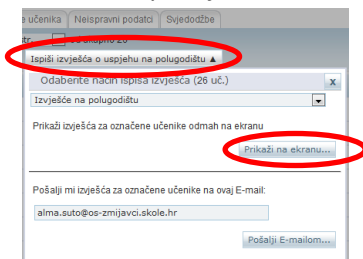 učenika Neispravni podatci Svjedodžbe
str.
Ispiši izvješća o uspjehu na polugodištu ▲
Odaberite način ispisa izvješća (26 uč.) x
Izvješće na polugodištu
Prikaži izvješća za označene učenike odmah na ekranu
Prikaži na ekranu...
Pošalji mi izvješća za označene učenike na ovaj E-mail:
alma.suto@os-zmijavci.skole.hr
Pošalji E-mailom...